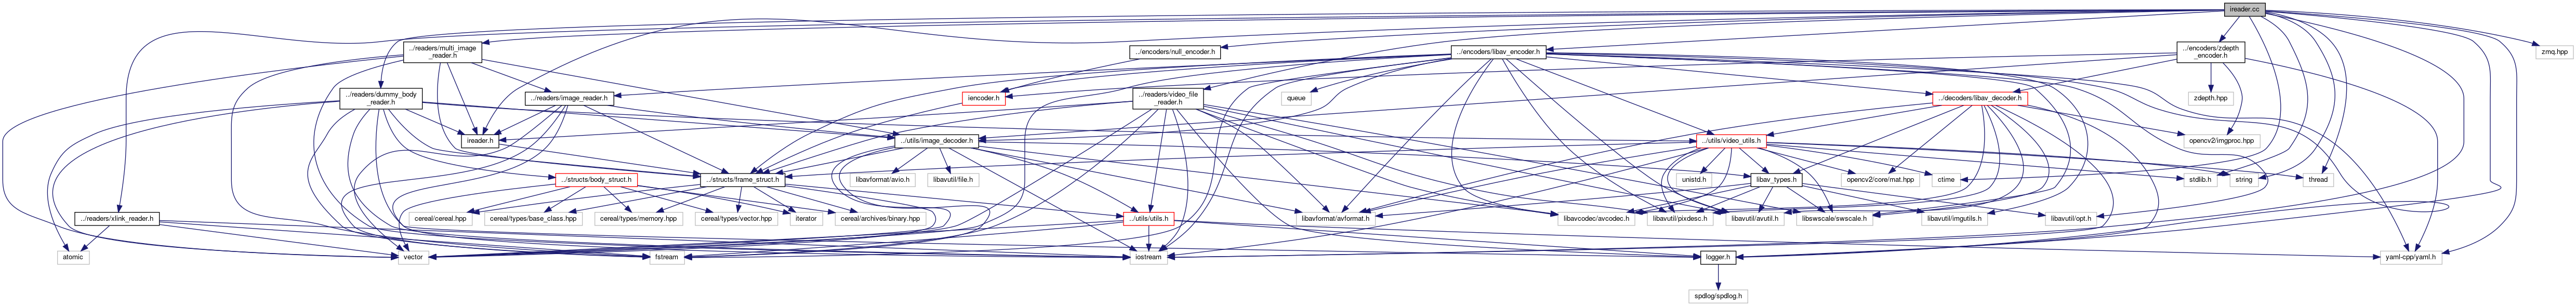 ireader.cc
../readers/multi_image
_reader.h
../encoders/null_encoder.h
../encoders/libav_encoder.h
../encoders/zdepth
_encoder.h
zmq.hpp
../readers/dummy_body
_reader.h
../readers/image_reader.h
iencoder.h
../readers/video_file
_reader.h
queue
../decoders/libav_decoder.h
zdepth.hpp
ireader.h
../utils/image_decoder.h
../utils/video_utils.h
opencv2/imgproc.hpp
../structs/body_struct.h
../structs/frame_struct.h
libavformat/avio.h
libavutil/file.h
unistd.h
libav_types.h
opencv2/core/mat.hpp
ctime
stdlib.h
string
thread
../readers/xlink_reader.h
cereal/cereal.hpp
cereal/types/base_class.hpp
cereal/types/memory.hpp
cereal/types/vector.hpp
iterator
cereal/archives/binary.hpp
../utils/utils.h
libavformat/avformat.h
libavcodec/avcodec.h
libavutil/pixdesc.h
libavutil/avutil.h
libswscale/swscale.h
libavutil/imgutils.h
libavutil/opt.h
atomic
vector
fstream
iostream
logger.h
yaml-cpp/yaml.h
spdlog/spdlog.h